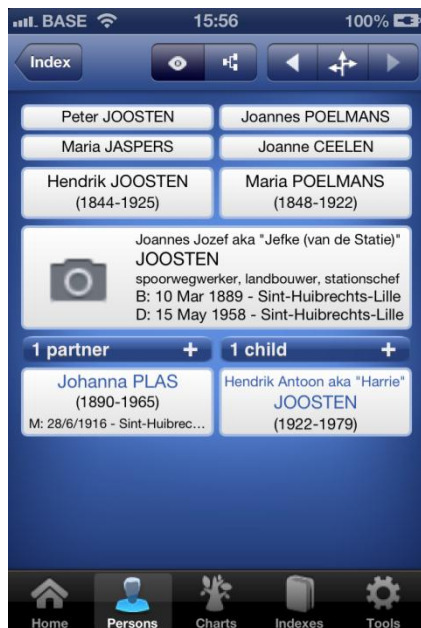 BASE 15:56 100%
Index
Peter JOOSTEN
Joannes POELMANS
Maria JASPERS
Joanne CEELEN
Hendrik JOOSTEN
(1844-1925)
Maria POELMANS
(1848-1922)
Joannes Jozef aka "Jefke (van de Statie)"
JOOSTEN
spoorwegwerker, landbouwer, stationschef
B: 10 Mar 1889 - Sint-Huibrechts-Lille
D: 15 May 1958 - Sint-Huibrechts-Lille
1 partner +
1 child +
Johanna PLAS
(1890-1965)
M: 28/6/1916 - Sint-Huibrec...
Hendrik Antoon aka "Harrie"
JOOSTEN
(1922-1979)
Home Persons Charts Indexes Tools